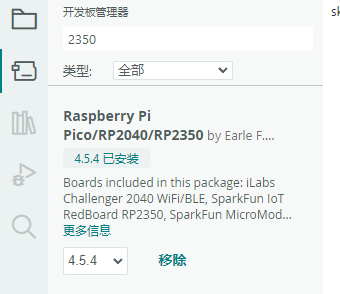 开发板管理器
sk
2350
类型: 全部
Raspberry Pi
Pico/RP2040/RP2350 by Earle F....
4.5.4 已安装
Boards included in this package: iLabs
Challenger 2040 WiFi/BLE, SparkFun IoT
RedBoard RP2350, SparkFun MicroMod...
更多信息
4.5.4 移除